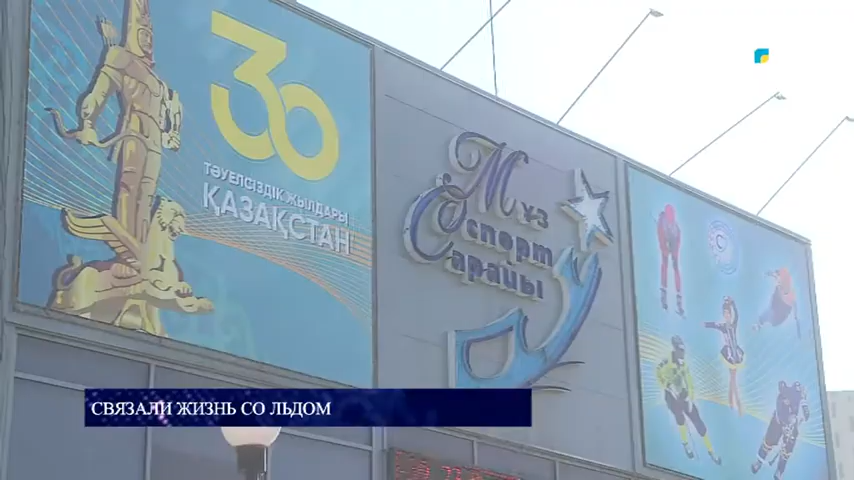 30
ТӘУЕЛСІЗДІК ЖЫЛДАРЫ
ҚАЗАҚСТАН
Мұз
спорт
Сарайы
СВЯЗАЛИ ЖИЗНЬ СО ЛЬДОМ